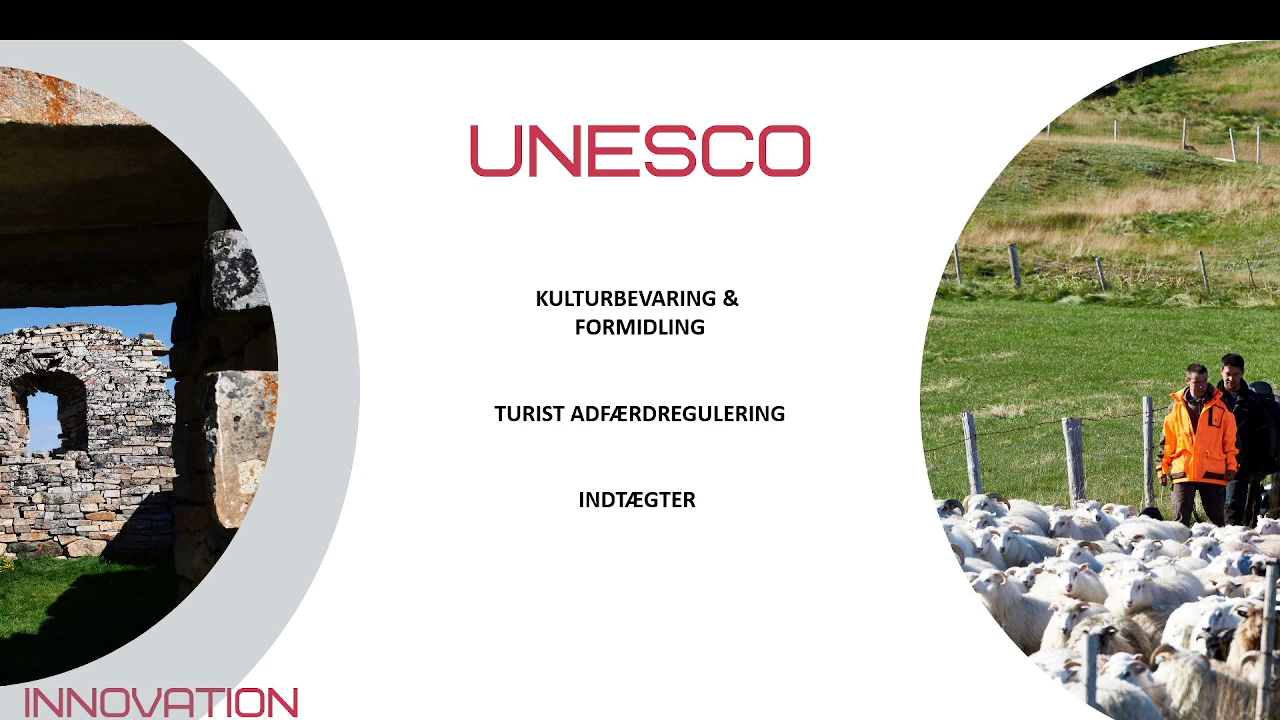 UNESCO
KULTURBEVARING &
FORMIDLING
TURIST ADFÆRDREGULERING
INDTÆGTER
INNOVATION